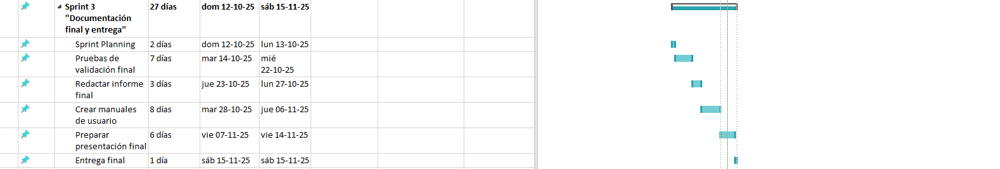 Sprint 3 27 días dom 12-10-25 sáb 15-11-25
"Documentación
final y entrega"
Sprint Planning 2 días dom 12-10-25 lun 13-10-25
Pruebas de 7 días mar 14-10-25 mié
validación final 22-10-25
Redactar informe 3 días jue 23-10-25 lun 27-10-25
final
Crear manuales 8 días mar 28-10-25 jue 06-11-25
de usuario
Preparar 6 días vie 07-11-25 vie 14-11-25
presentación final
Entrega final 1 día sáb 15-11-25 sáb 15-11-25